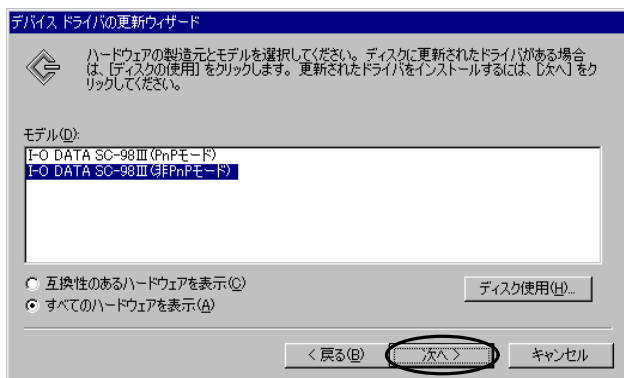 デバイス ドライバの更新ウィザード
ハードウェアの製造元とモデルを選択してください。ディスクに更新されたドライバがある場合
は、[ディスクの使用] をクリックします。更新されたドライバをインストールするには、[次へ] をク
リックしてください。
モデル(D):
I-O DATA SC-98Ⅲ(PnPモード)
I-O DATA SC-98Ⅲ(非PnPモード)
互換性のあるハードウェアを表示(C)
すべてのハードウェアを表示(A)
ディスク使用(H)...
< 戻る(B)
次へ >
キャンセル